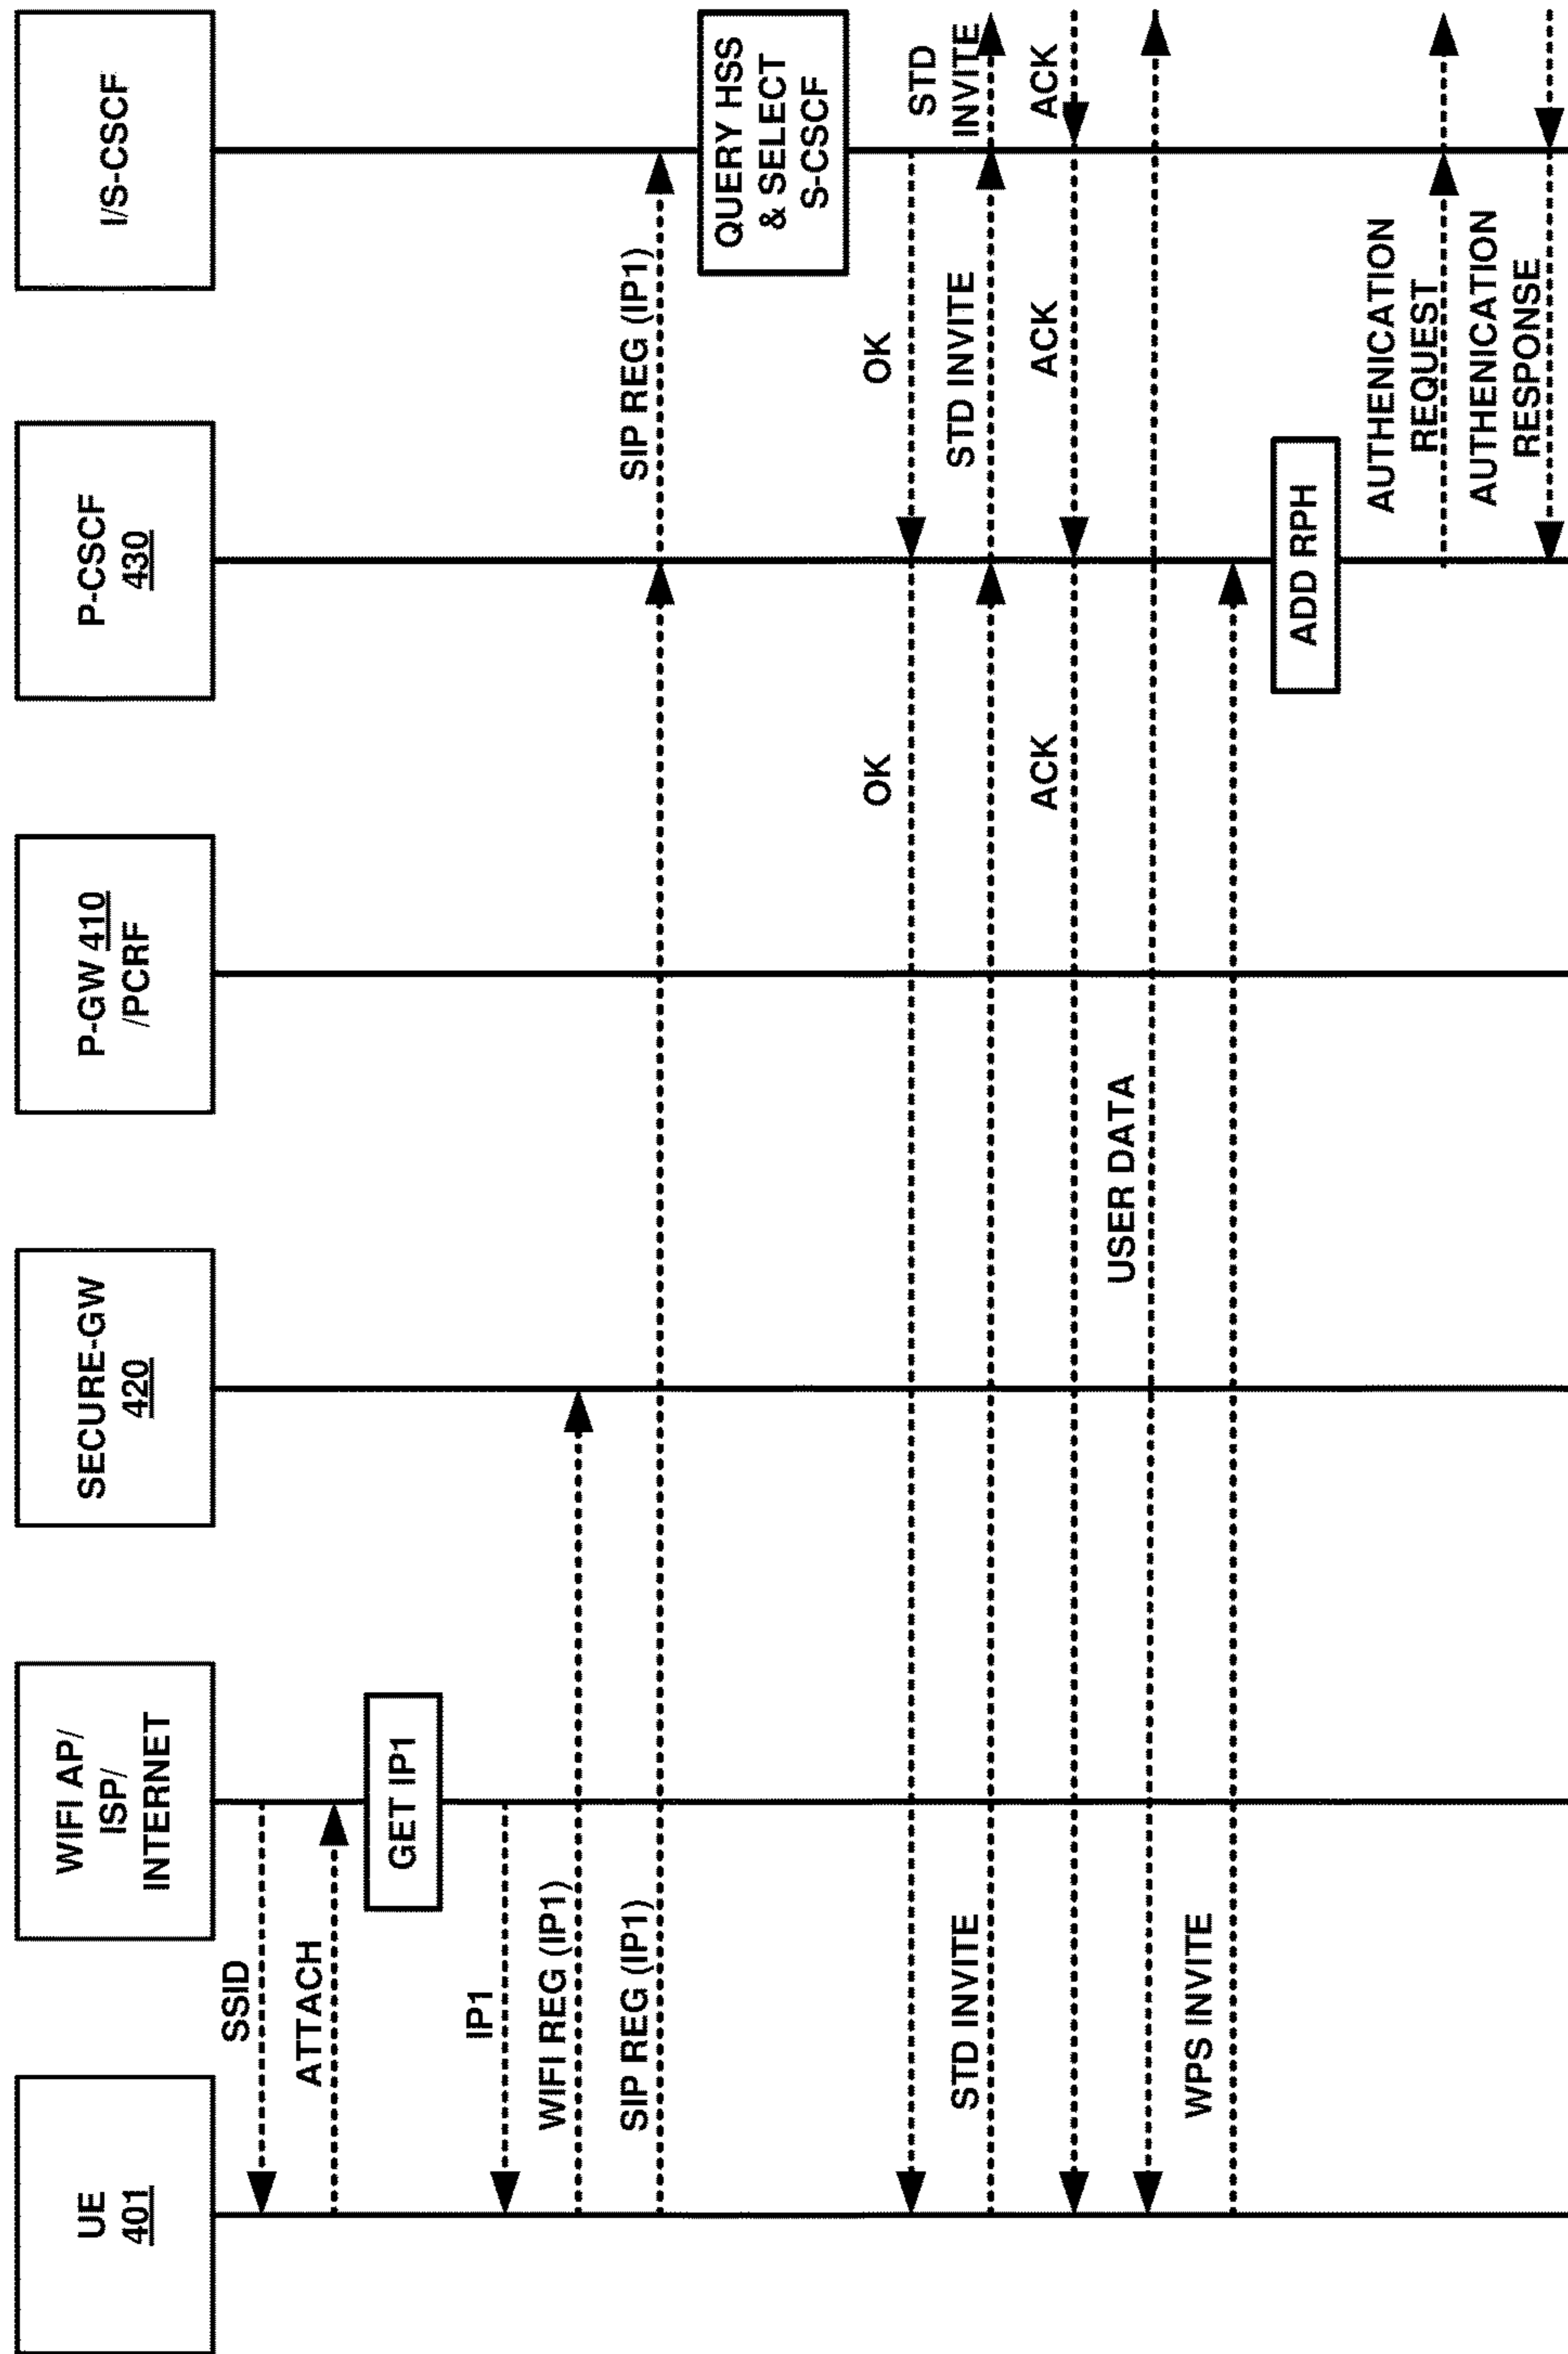 UE
401
WIFI AP/
ISP/
INTERNET
SECURE-GW
420
P-GW 410
/PCRF
P-CSCF
430
I/S-CSCF
SSID
ATTACH
GET IP1
IP1
WIFI REG (IP1)
SIP REG (IP1)
SIP REG (IP1)
QUERY HSS
& SELECT
S-CSCF
OK
OK
STD INVITE
STD INVITE
STD
INVITE
ACK
ACK
ACK
USER DATA
WPS INVITE
ADD RPH
AUTHENICATION
REQUEST
AUTHENICATION
RESPONSE